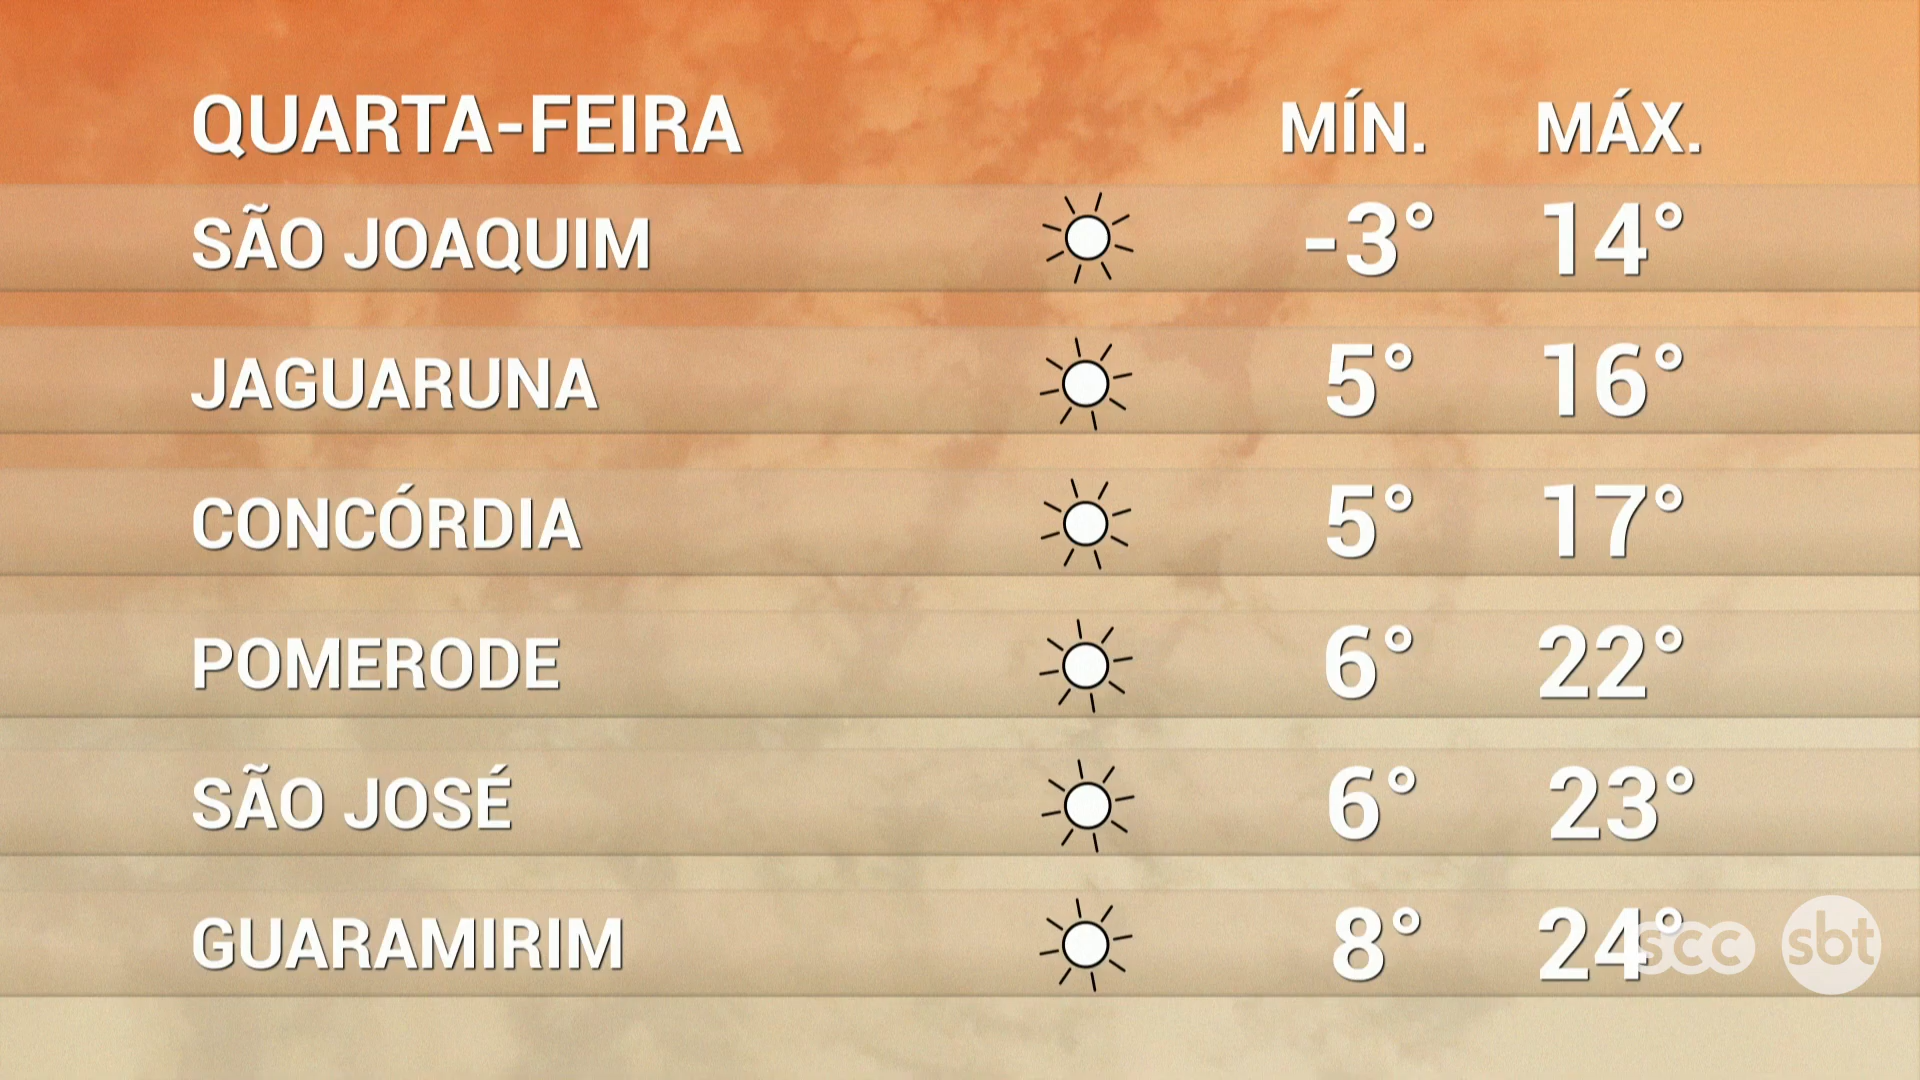 QUARTA-FEIRA MÍN. MÁX.
SÃO JOAQUIM -3° 14°
JAGUARUNA 5° 16°
CONCÓRDIA 5° 17°
POMERODE 6° 22°
SÃO JOSÉ 6° 23°
GUARAMIRIM 8° 24°
scc sbt